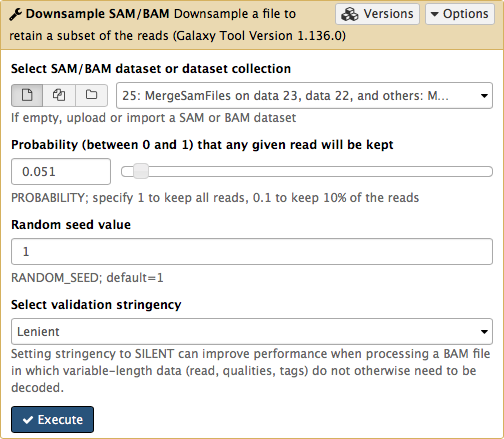 Downsample SAM/BAM Downsample a file to
retain a subset of the reads (Galaxy Tool Version 1.136.0)
Versions
Options
Select SAM/BAM dataset or dataset collection
25: MergeSamFiles on data 23, data 22, and others: M...
If empty, upload or import a SAM or BAM dataset
Probability (between 0 and 1) that any given read will be kept
0.051
PROBABILITY; specify 1 to keep all reads, 0.1 to keep 10% of the reads
Random seed value
1
RANDOM_SEED; default=1
Select validation stringency
Lenient
Setting stringency to SILENT can improve performance when processing a BAM file
in which variable-length data (read, qualities, tags) do not otherwise need to be
decoded.
Execute